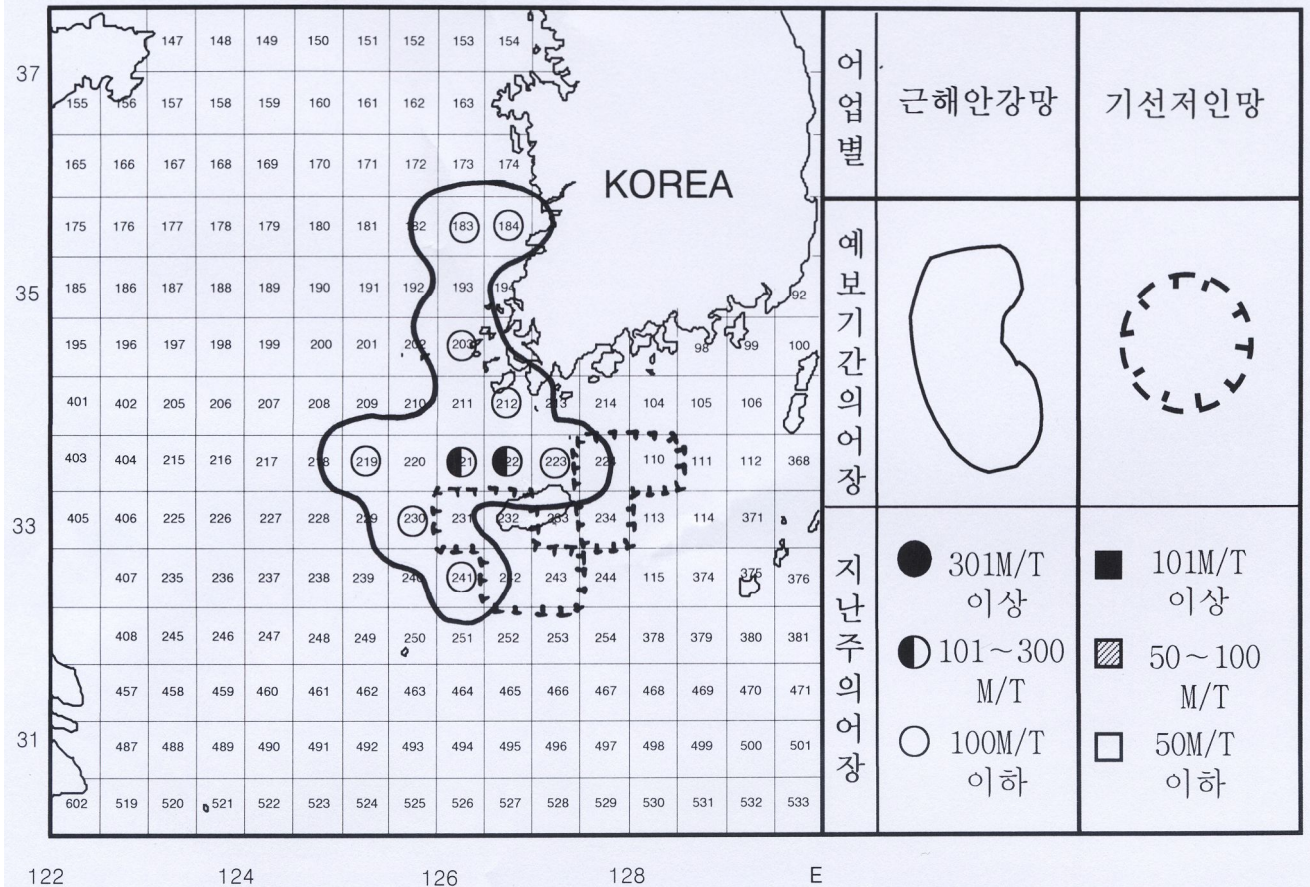 147 148 149 150 151 152 153 154
37
155 156 157 158 159 160 161 162 163
165 166 167 168 169 170 171 172 173 174
KOREA
175 176 177 178 179 180 181 182 183 184
35
185 186 187 188 189 190 191 192 193 194 92
195 196 197 198 199 200 201 202 203 98 99 100
401 402 205 206 207 208 209 210 211 212 213 214 104 105 106
403 404 215 216 217 218 219 220 221 222 223 224 110 111 112 368
33
405 406 225 226 227 228 229 230 231 232 233 234 113 114 371
407 235 236 237 238 239 240 241 242 243 244 115 374 375 376
408 245 246 247 248 249 250 251 252 253 254 378 379 380 381
457 458 459 460 461 462 463 464 465 466 467 468 469 470 471
31
487 488 489 490 491 492 493 494 495 496 497 498 499 500 501
602 519 520 521 522 523 524 525 526 527 528 529 530 531 532 533
122 124 126 128 E
어업별
근해안강망
기선저인망
예보기간의어장
지난주의어장
301M/T
이상
101~300
M/T
100M/T
이하
101M/T
이상
50~100
M/T
50M/T
이하